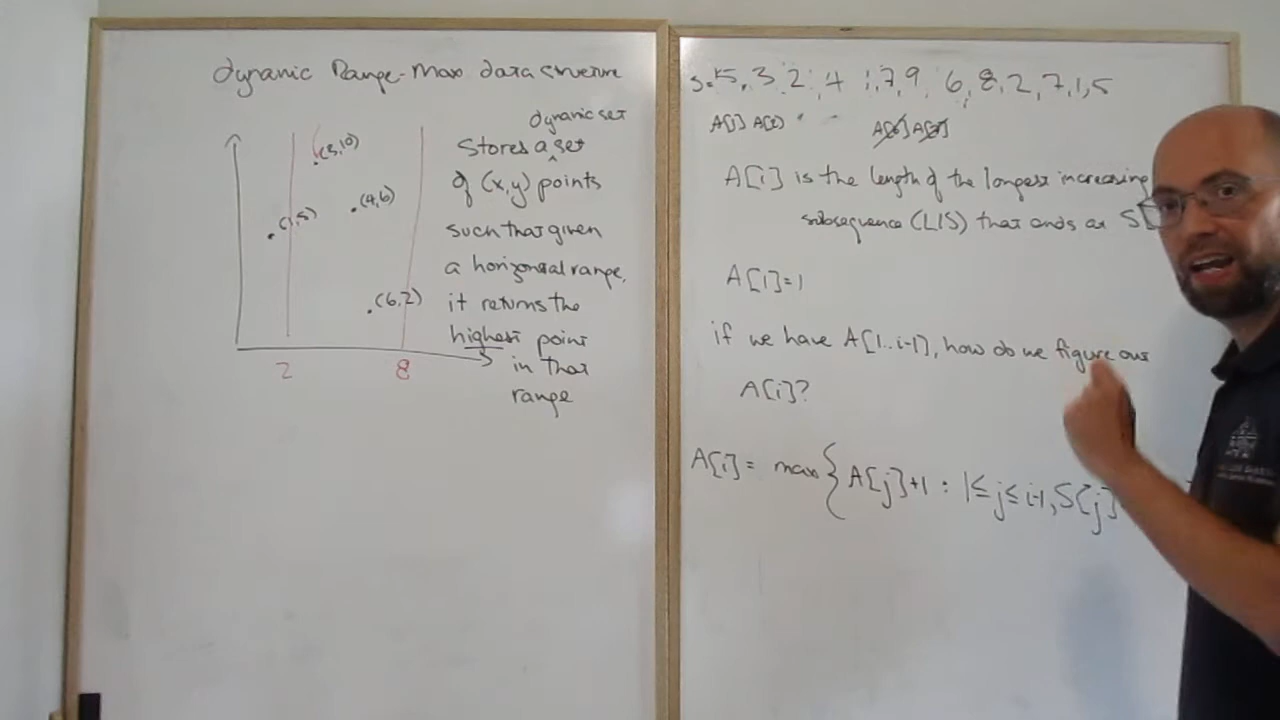 dynamic Range-Max data structure
dynamic set
Stores a set
of (x,y) points
such that given
a horizontal range,
it returns the
highest point
in that
range
(3,10)
(4,6)
(1,5)
(6,2)
2
8
S= 5, 3, 2, 4, 1, 7, 9, 6, 8, 2, 7, 1, 5
A[1] A[2]
A[i] is the length of the longest increasing
subsequence (LIS) that ends at S
A[1]=1
if we have A[1..i-1], how do we figure out
A[i]?
A[i] = max { A[j]+1 : 1≤j≤i-1, S[j]